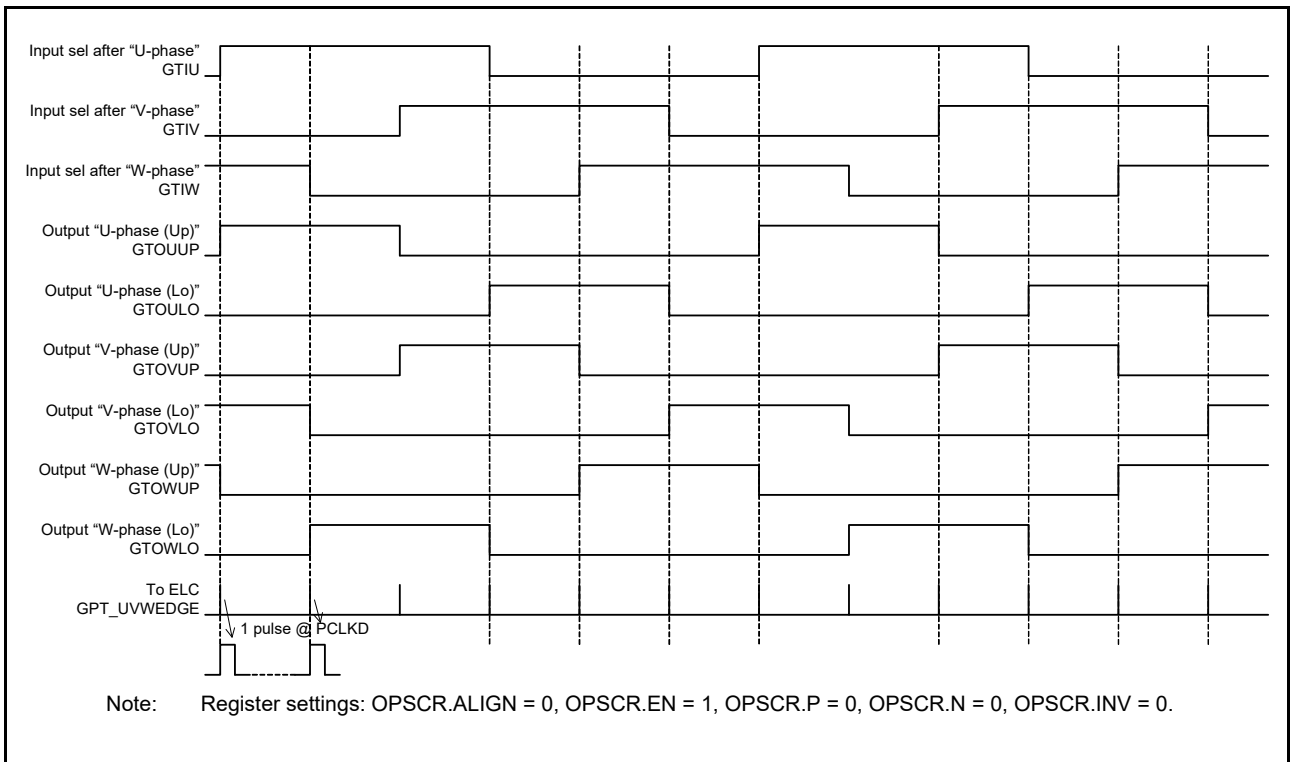 Input sel after “U-phase”
GTIU
Input sel after “V-phase”
GTIV
Input sel after “W-phase”
GTIW
Output “U-phase (Up)”
GTOUUP
Output “U-phase (Lo)”
GTOULO
Output “V-phase (Up)”
GTOVUP
Output “V-phase (Lo)”
GTOVLO
Output “W-phase (Up)”
GTOWUP
Output “W-phase (Lo)”
GTOWLO
To ELC
GPT_UVWEDGE
1 pulse @ PCLKD
Note: Register settings: OPSCR.ALIGN = 0, OPSCR.EN = 1, OPSCR.P = 0, OPSCR.N = 0, OPSCR.INV = 0.